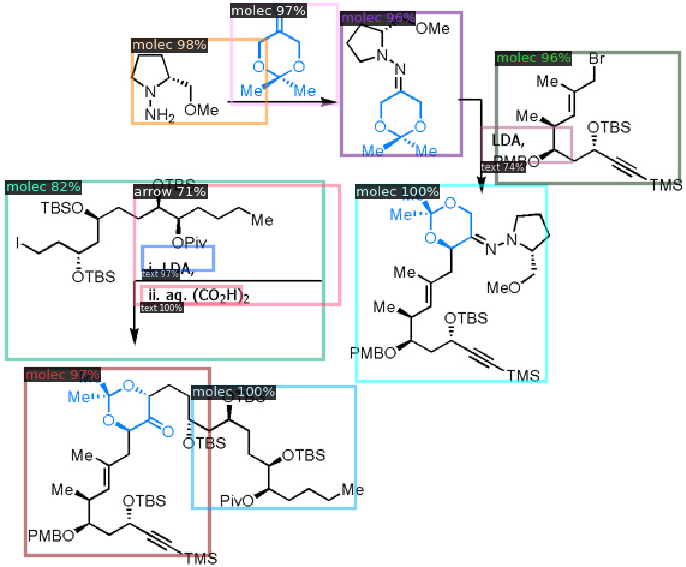 molec 98%
N
NH₂
OMe
molec 97%
O
O
Me
Me
molec 96%
OMe
N
N
O
O
Me
Me
molec 96%
Br
Me
Me
OTBS
PMBO
TMS
LDA,
text 74%
molec 82%
arrow 71%
OTBS
TBSO
Me
I
OPiv
OTBS
i. LDA,
text 97%
ii. aq. (CO₂H)₂
text 100%
molec 100%
Me
O
O
N
N
Me
MeO
Me
OTBS
PMBO
TMS
molec 97%
molec 100%
OTBS
Me
O
O
O
OTBS
Me
OTBS
Me
OTBS
PivO
Me
PMBO
TMS